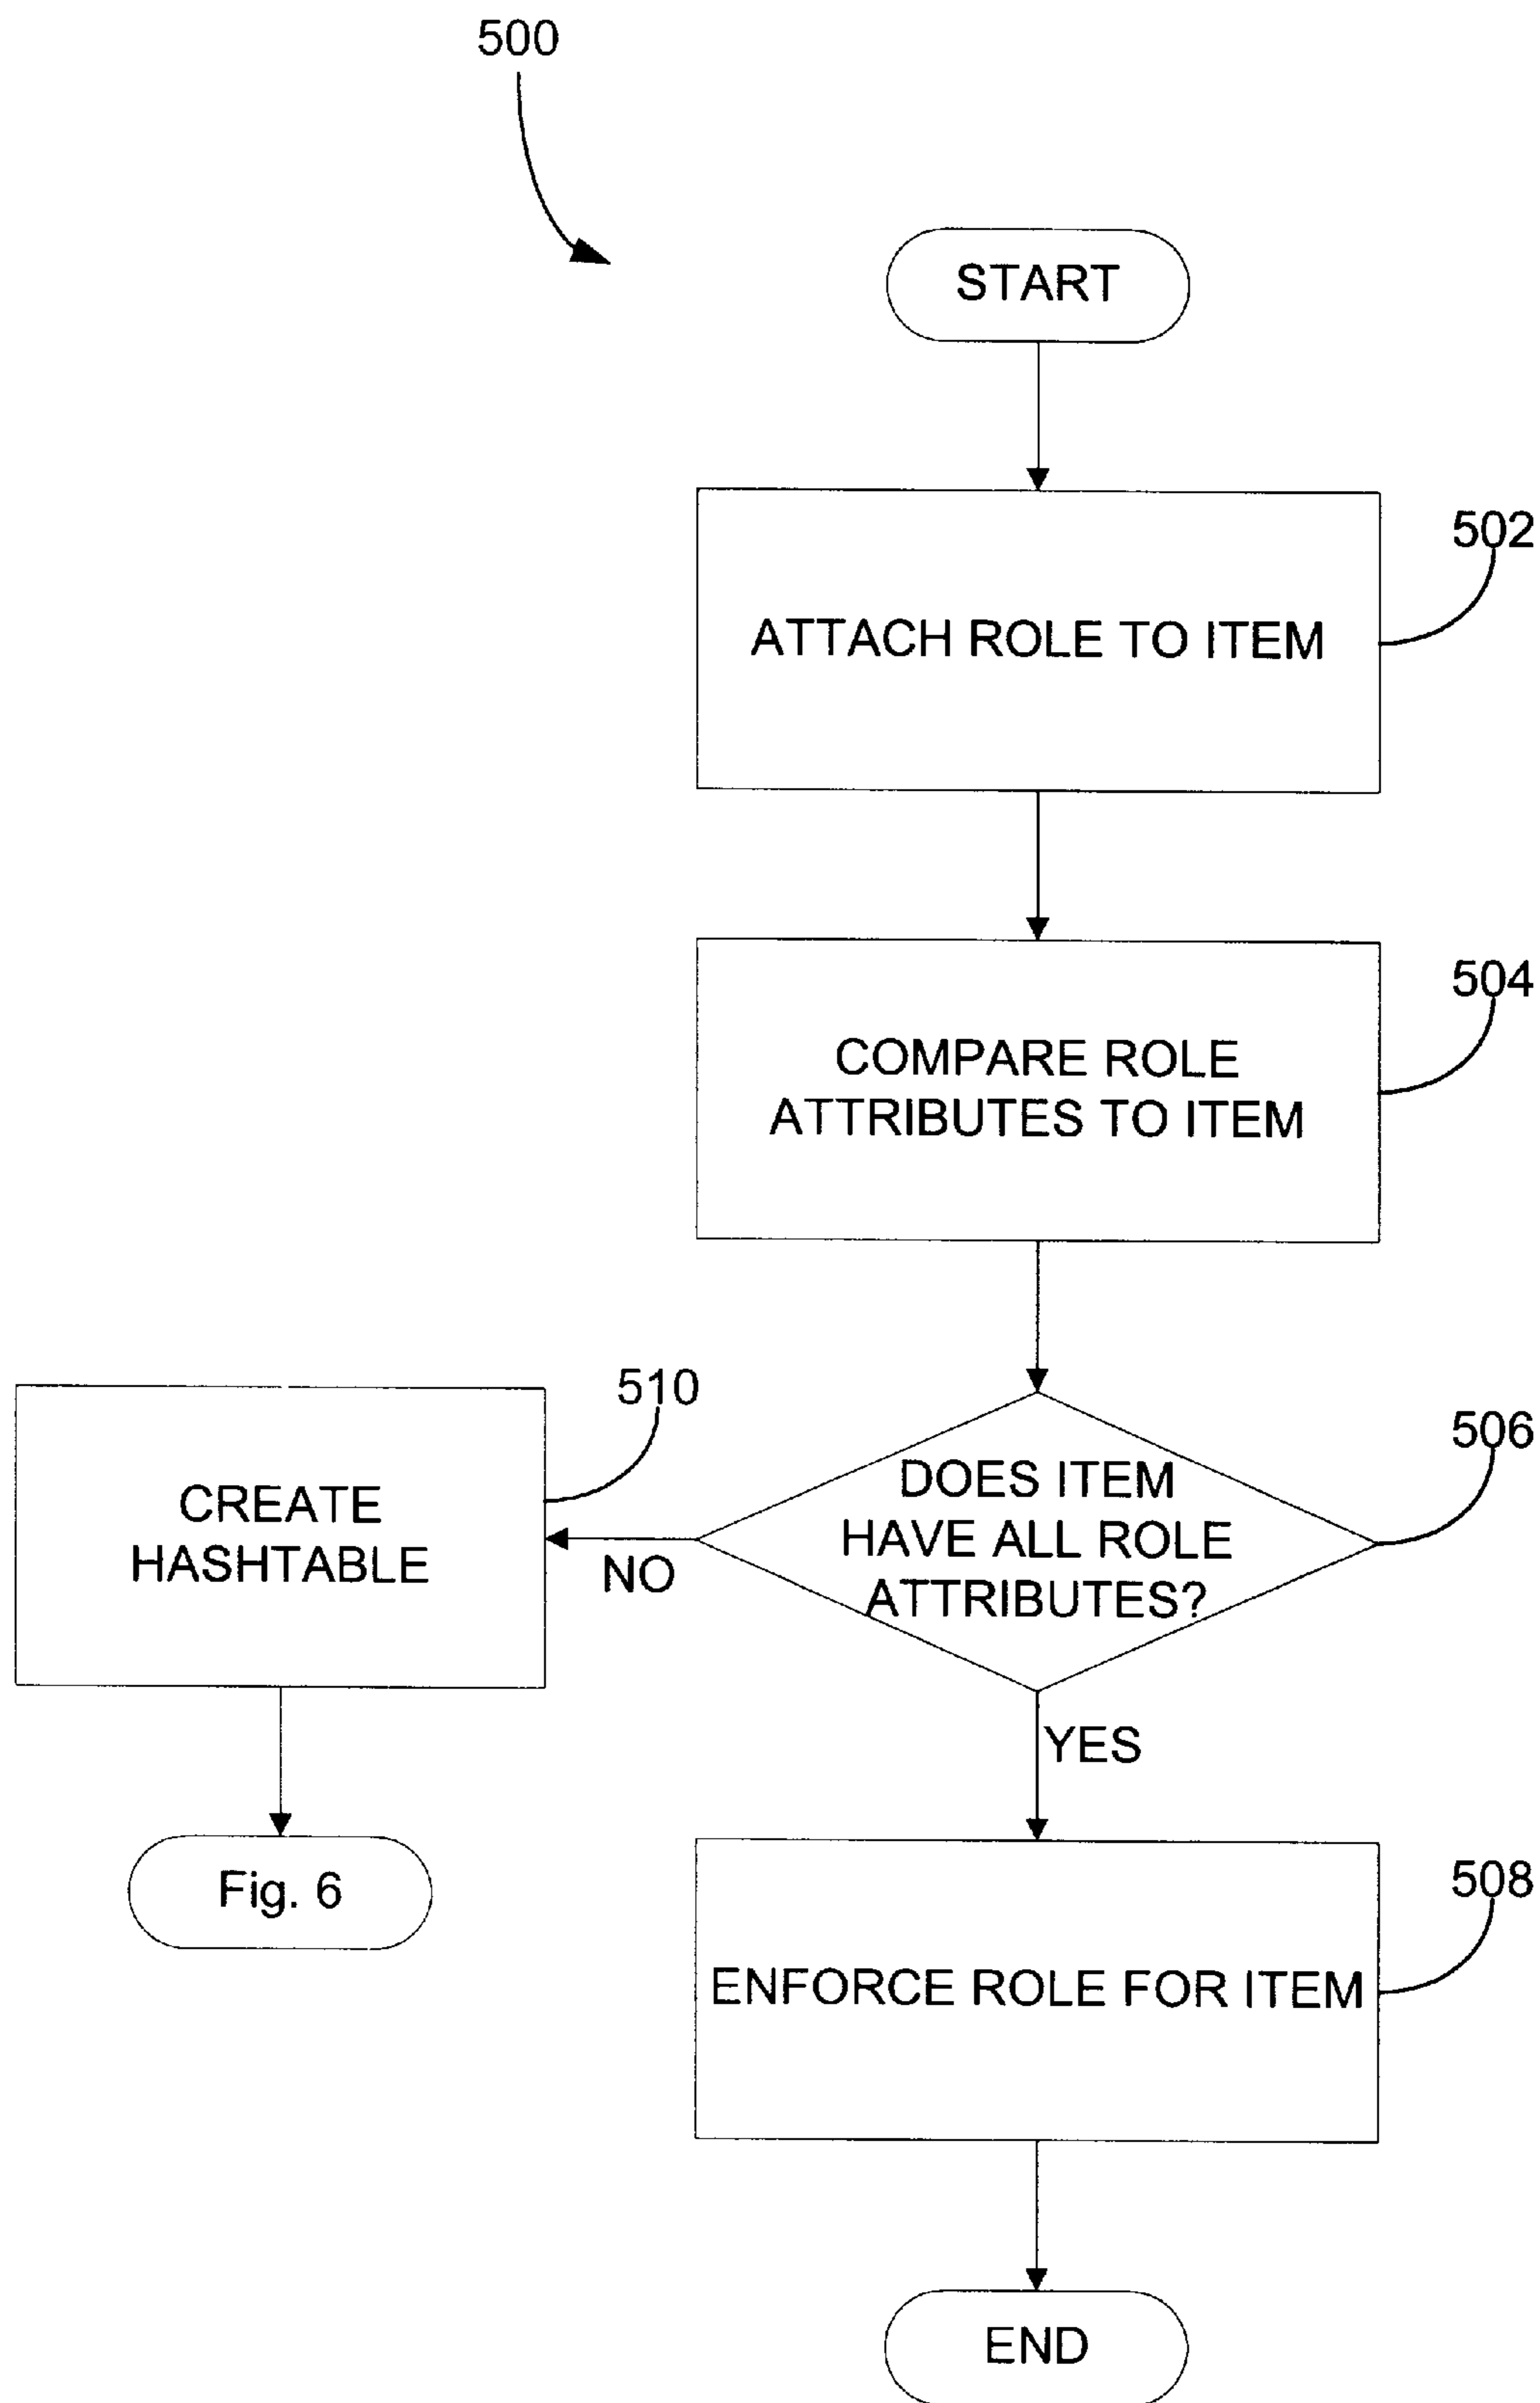 500
START
502
ATTACH ROLE TO ITEM
504
COMPARE ROLE
ATTRIBUTES TO ITEM
510
506
CREATE
HASHTABLE
DOES ITEM
HAVE ALL ROLE
ATTRIBUTES?
NO
YES
Fig. 6
508
ENFORCE ROLE FOR ITEM
END